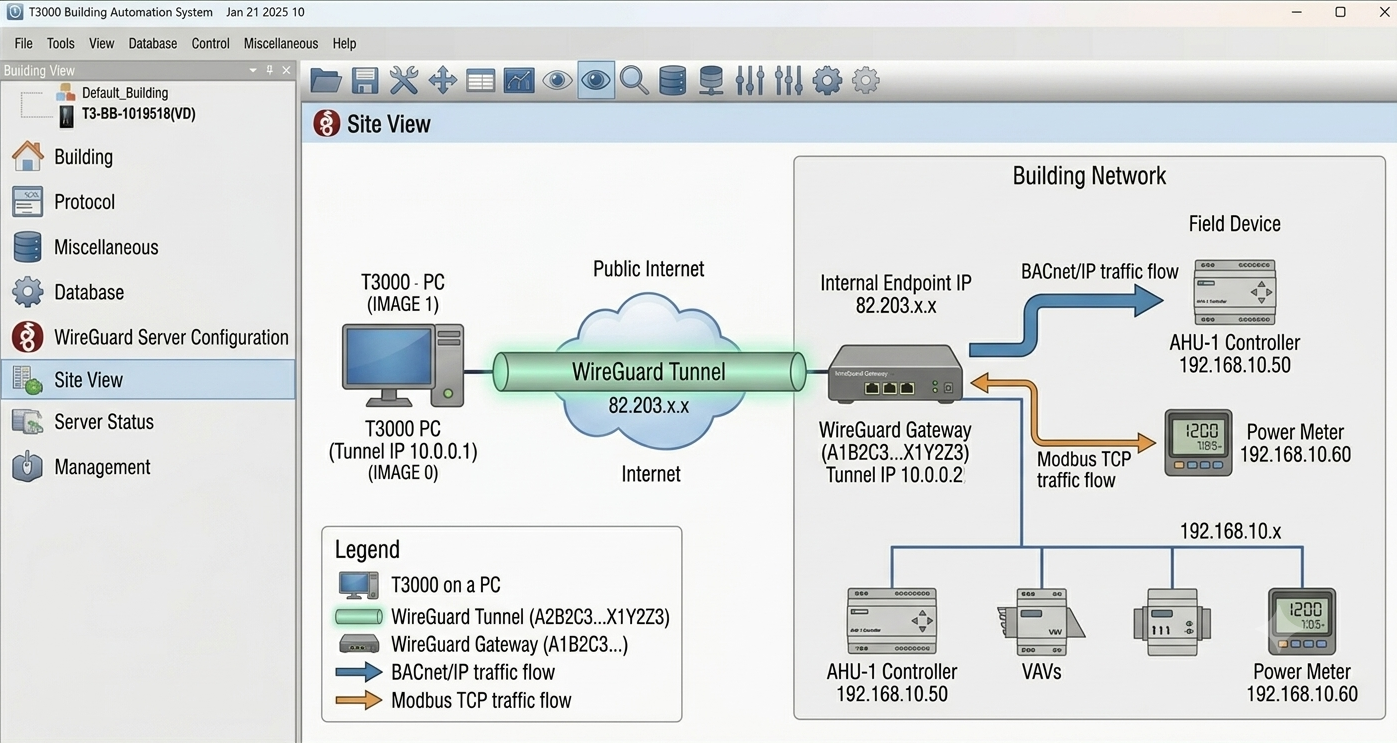 T3000 Building Automation System Jan 21 2025 10
File Tools View Database Control Miscellaneous Help
Building View
Default_Building
T3-BB-1019518(VD)
Building
Protocol
Miscellaneous
Database
WireGuard Server Configuration
Site View
Server Status
Management
Site View
T3000 - PC
(IMAGE 1)
T3000 PC
(Tunnel IP 10.0.0.1)
(IMAGE 0)
Public Internet
WireGuard Tunnel
82.203.x.x
Internet
Building Network
Internal Endpoint IP
82.203.x.x
WireGuard Gateway
(A1B2C3...X1Y2Z3)
Tunnel IP 10.0.0.2
BACnet/IP traffic flow
Field Device
AHU-1 Controller
192.168.10.50
Modbus TCP
traffic flow
1200
Power Meter
192.168.10.60
192.168.10.x
AHU-1 Controller
192.168.10.50
VAVs
1200
Power Meter
192.168.10.60
Legend
T3000 on a PC
WireGuard Tunnel (A2B2C3...X1Y2Z3)
WireGuard Gateway (A1B2C3...)
BACnet/IP traffic flow
Modbus TCP traffic flow